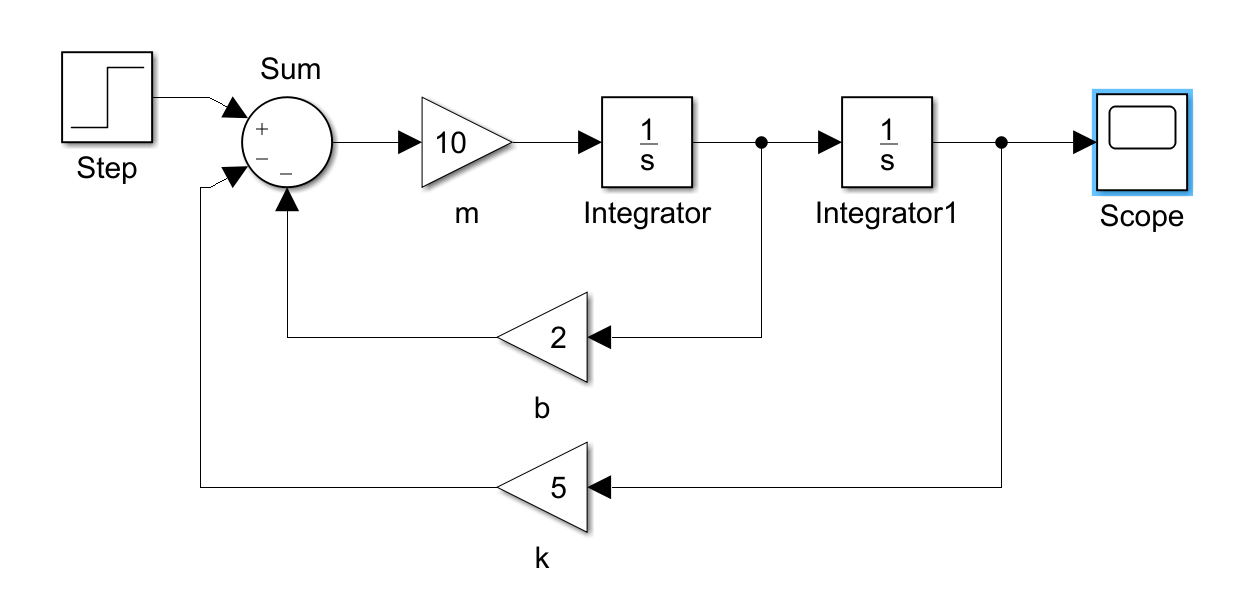 Sum
Step
+
−
−
10
m
1
s
Integrator
1
s
Integrator1
Scope
2
b
5
k